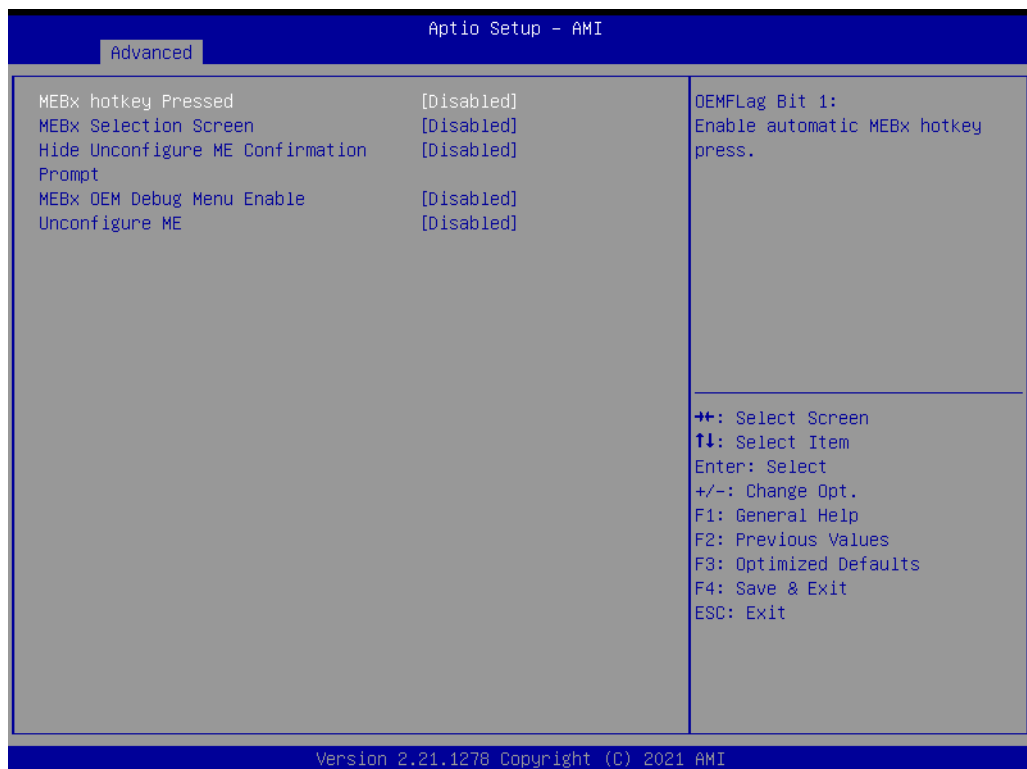 Aptio Setup – AMI
Advanced
MEBx hotkey Pressed [Disabled]
MEBx Selection Screen [Disabled]
Hide Unconfigure ME Confirmation [Disabled]
Prompt
MEBx OEM Debug Menu Enable [Disabled]
Unconfigure ME [Disabled]
OEMFLag Bit 1:
Enable automatic MEBx hotkey
press.
→←: Select Screen
↑↓: Select Item
Enter: Select
+/-: Change Opt.
F1: General Help
F2: Previous Values
F3: Optimized Defaults
F4: Save & Exit
ESC: Exit
Version 2.21.1278 Copyright (C) 2021 AMI